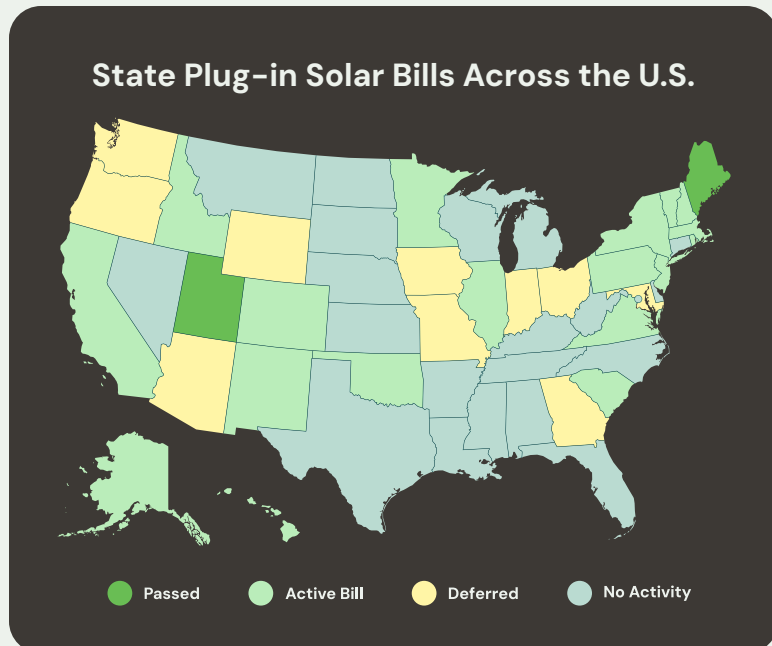 State Plug-in Solar Bills Across the U.S.
Passed
Active Bill
Deferred
No Activity